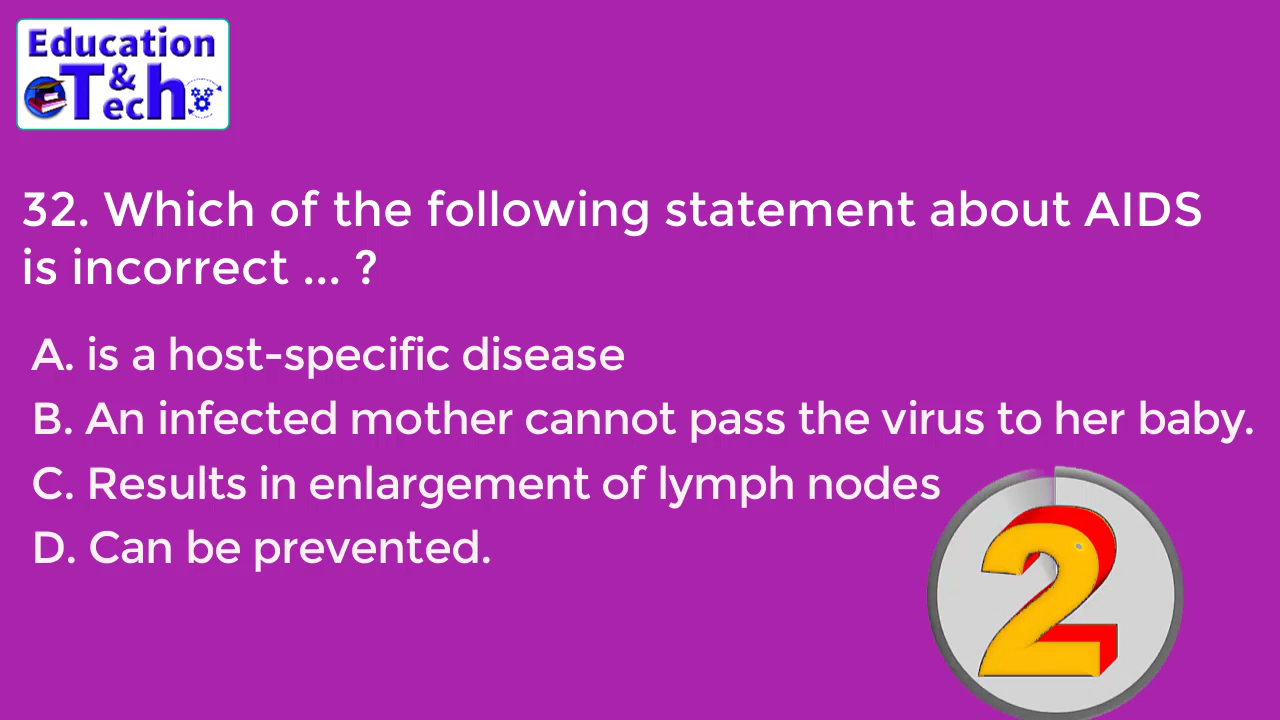 Education
& Tech
32. Which of the following statement about AIDS
is incorrect ... ?
A. is a host-specific disease
B. An infected mother cannot pass the virus to her baby.
C. Results in enlargement of lymph nodes
D. Can be prevented.
2